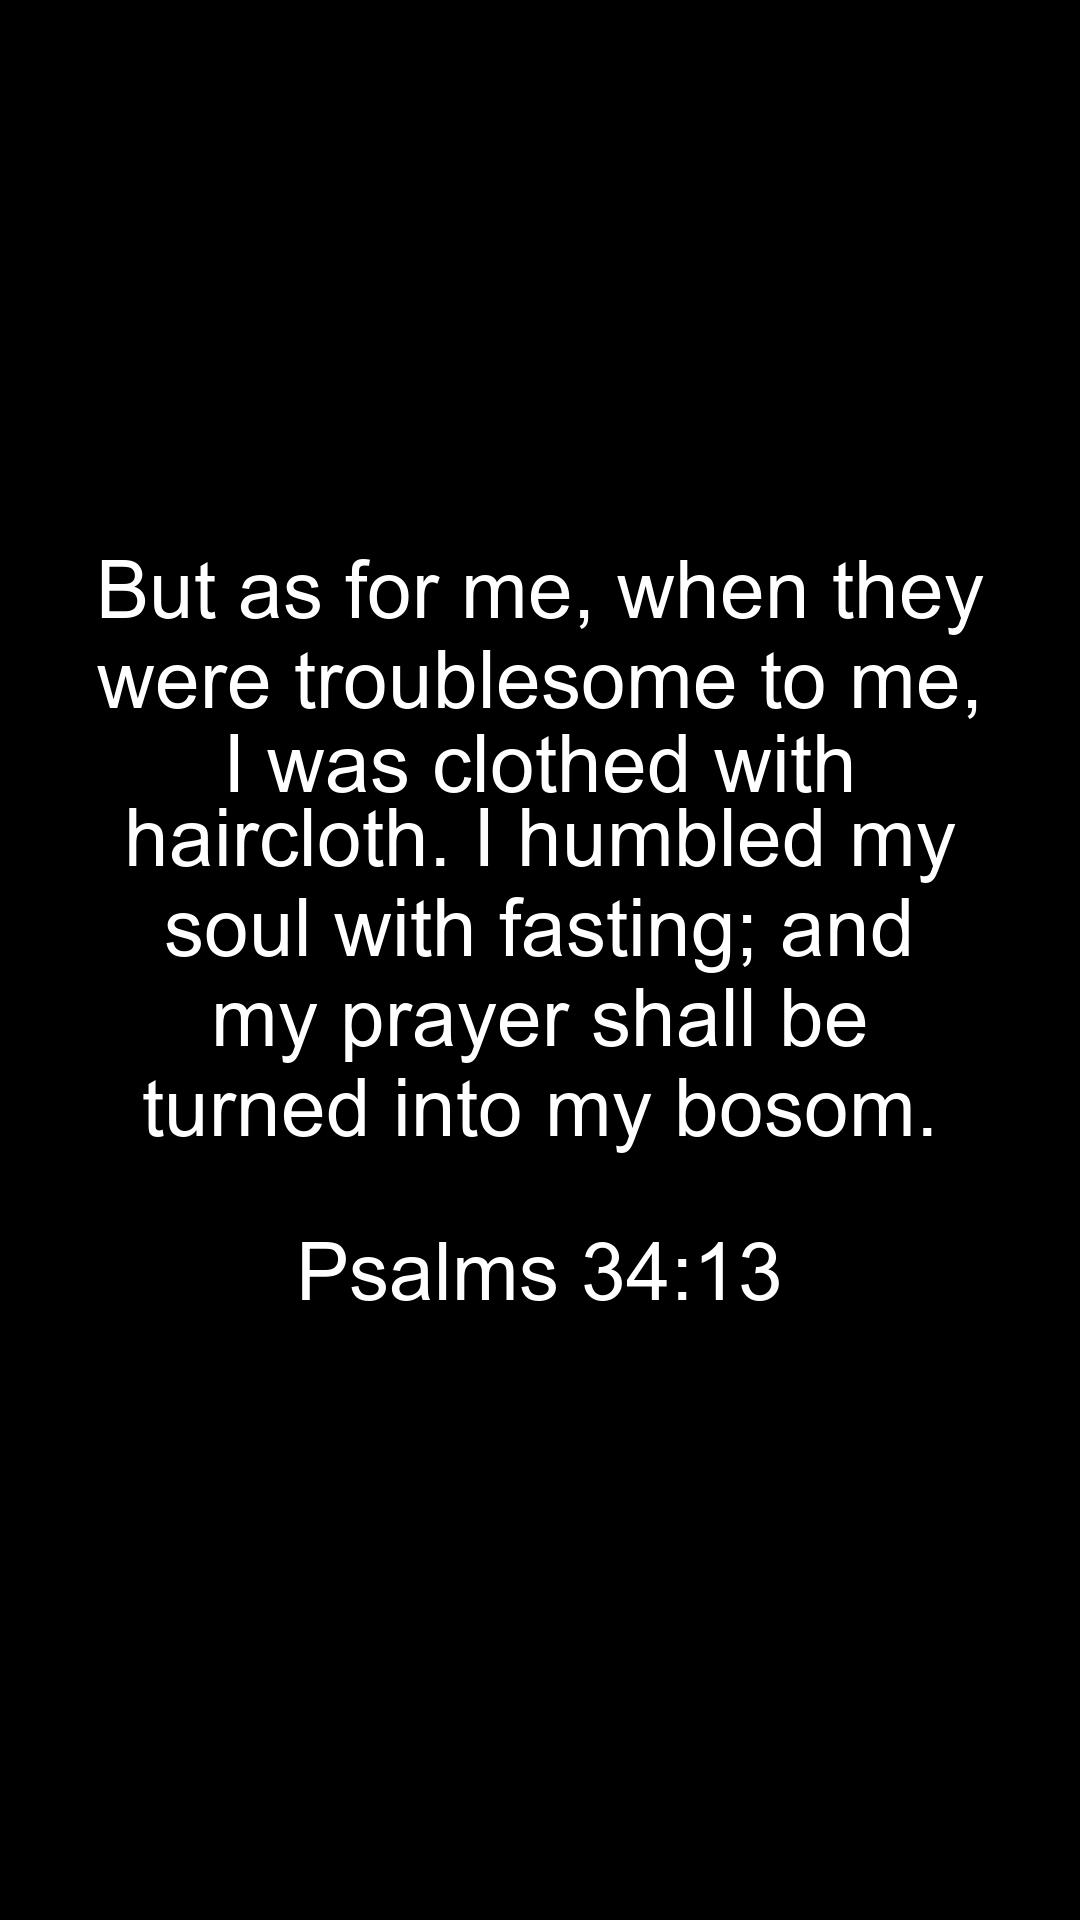 But as for me, when they
were troublesome to me,
I was clothed with
haircloth. I humbled my
soul with fasting; and
my prayer shall be
turned into my bosom.
Psalms 34:13